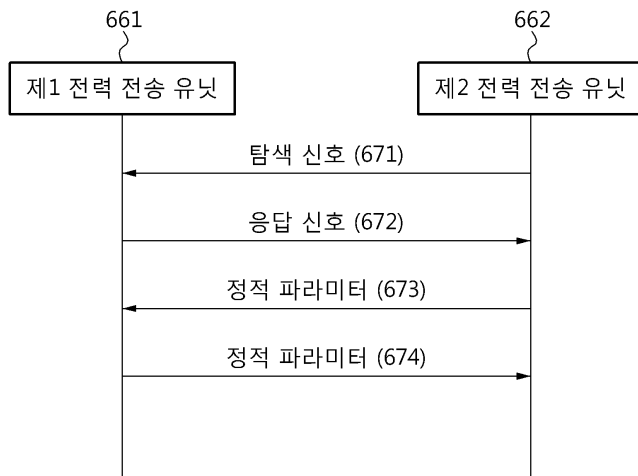 661
662
제1 전력 전송 유닛
제2 전력 전송 유닛
탐색 신호 (671)
응답 신호 (672)
정적 파라미터 (673)
정적 파라미터 (674)